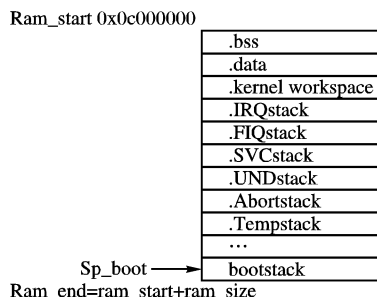 Ram_start 0x0c000000
.bss
.data
.kernel workspace
.IRQstack
.FIQstack
.SVCstack
.UNDstack
.Abortstack
.Tempstack
…
Sp_boot bootstack
Ram_end=ram_start+ram_size